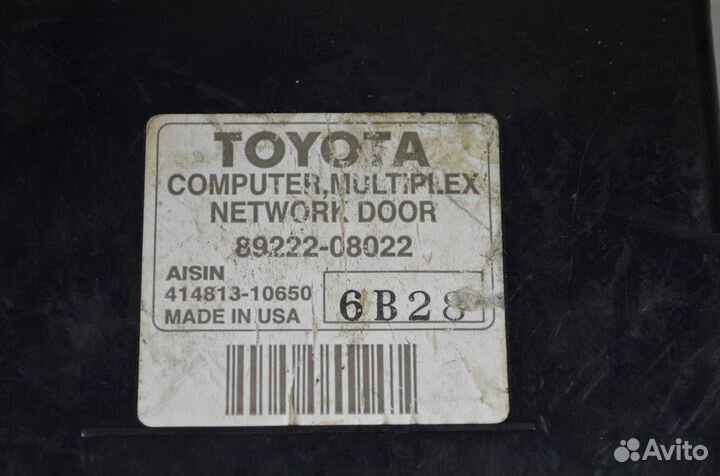 TOYOTA
COMPUTER,MULTIPLEX
NETWORK DOOR
89222-08022
AISIN
414813-10650
MADE IN USA
6B28
Avito